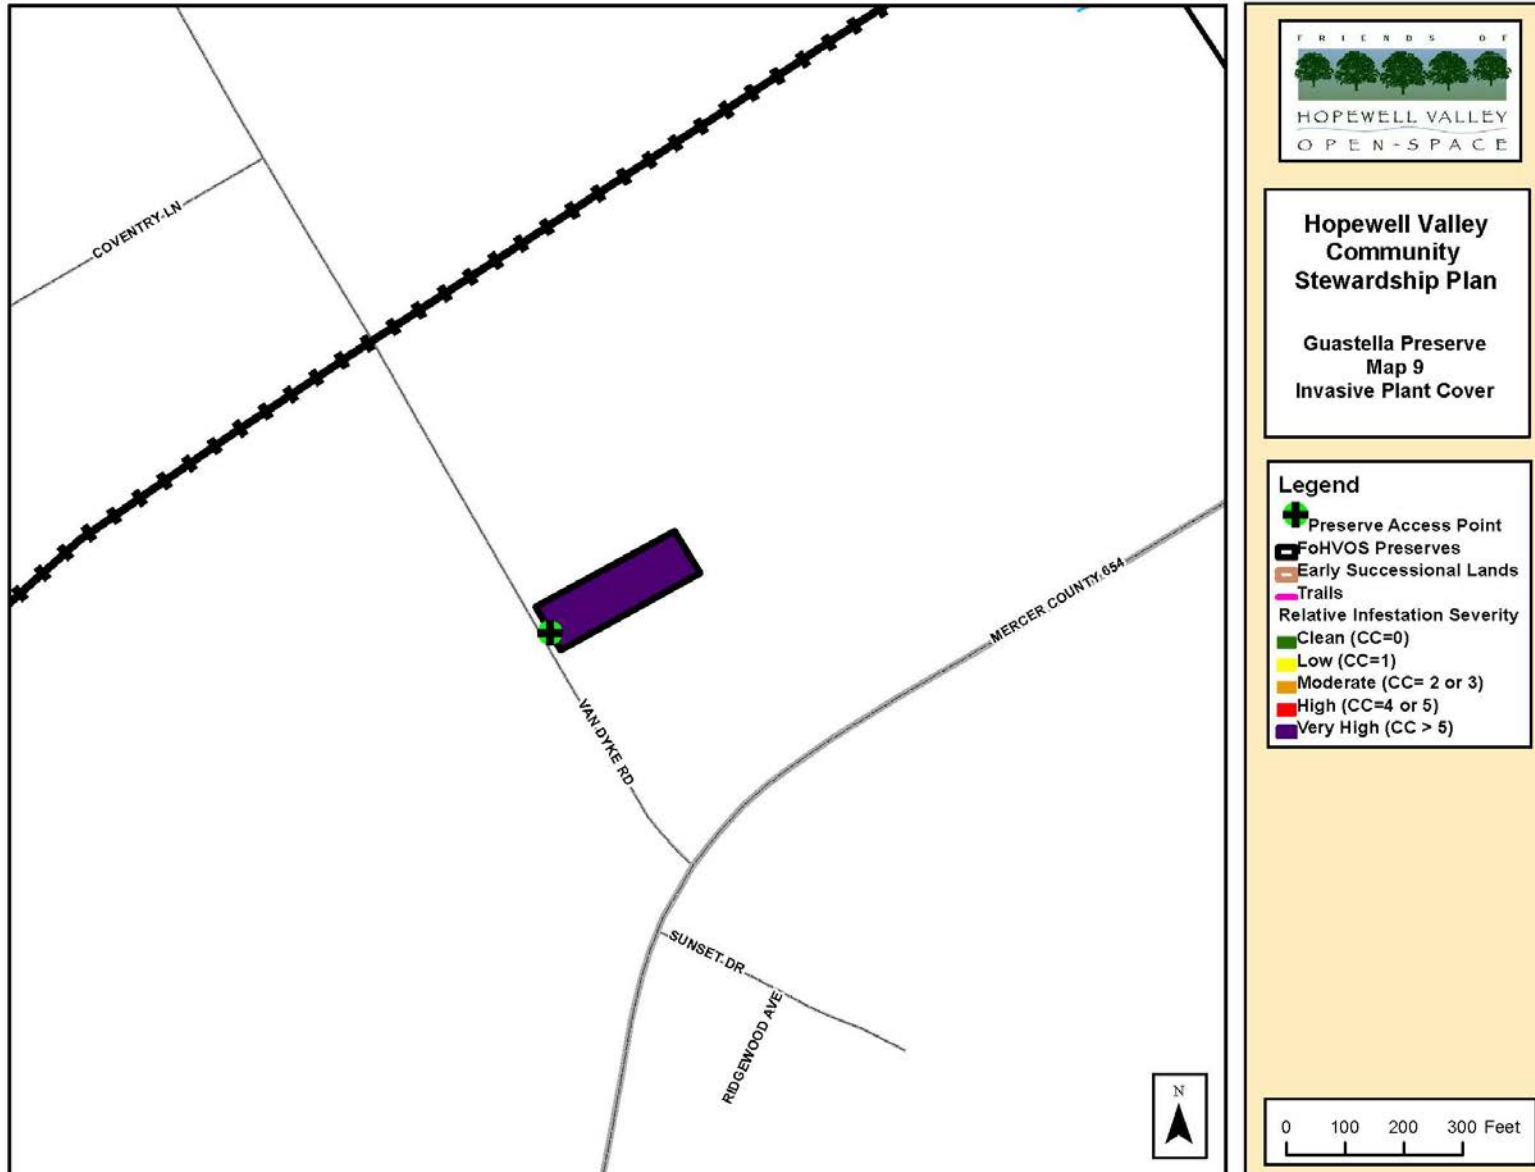 COVENTRY LN
VAN DYKE RD
MERCER COUNTY 654
SUNSET DR
RIDGEWOOD AVE
N
FRIENDS OF
HOPEWELL VALLEY
OPEN-SPACE
Hopewell Valley
Community
Stewardship Plan
Guastella Preserve
Map 9
Invasive Plant Cover
Legend
Preserve Access Point
FoHVOS Preserves
Early Successional Lands
Trails
Relative Infestation Severity
Clean (CC=0)
Low (CC=1)
Moderate (CC= 2 or 3)
High (CC=4 or 5)
Very High (CC > 5)
0 100 200 300 Feet